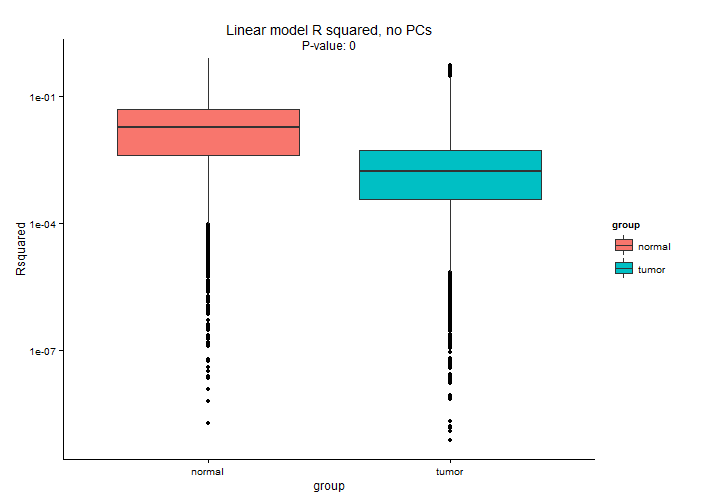 Linear model R squared, no PCs
P-value: 0
1e-01
1e-04
1e-07
Rsquared
normal
tumor
group
group
normal
tumor